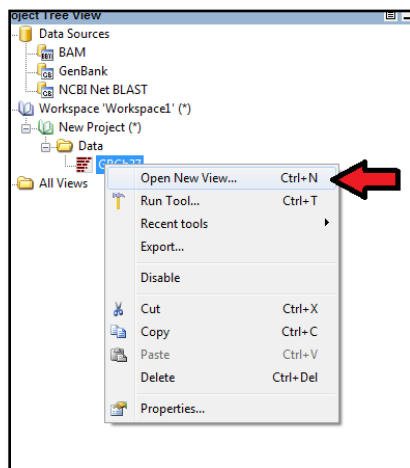 oject Tree View
Data Sources
BAM
GenBank
NCBI Net BLAST
Workspace 'Workspace1' (*)
New Project (*)
Data
GRCh37
All Views
Open New View... Ctrl+N
Run Tool... Ctrl+T
Recent tools
Export...
Disable
Cut Ctrl+X
Copy Ctrl+C
Paste Ctrl+V
Delete Ctrl+Del
Properties...